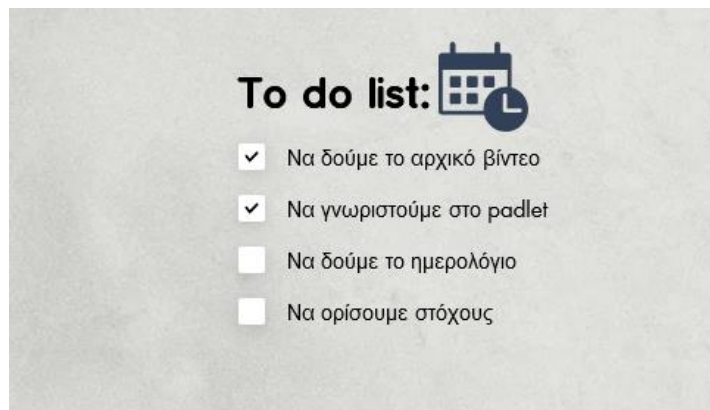 To do list:
Να δούμε το αρχικό βίντεο
Να γνωριστούμε στο padlet
Να δούμε το ημερολόγιο
Να ορίσουμε στόχους